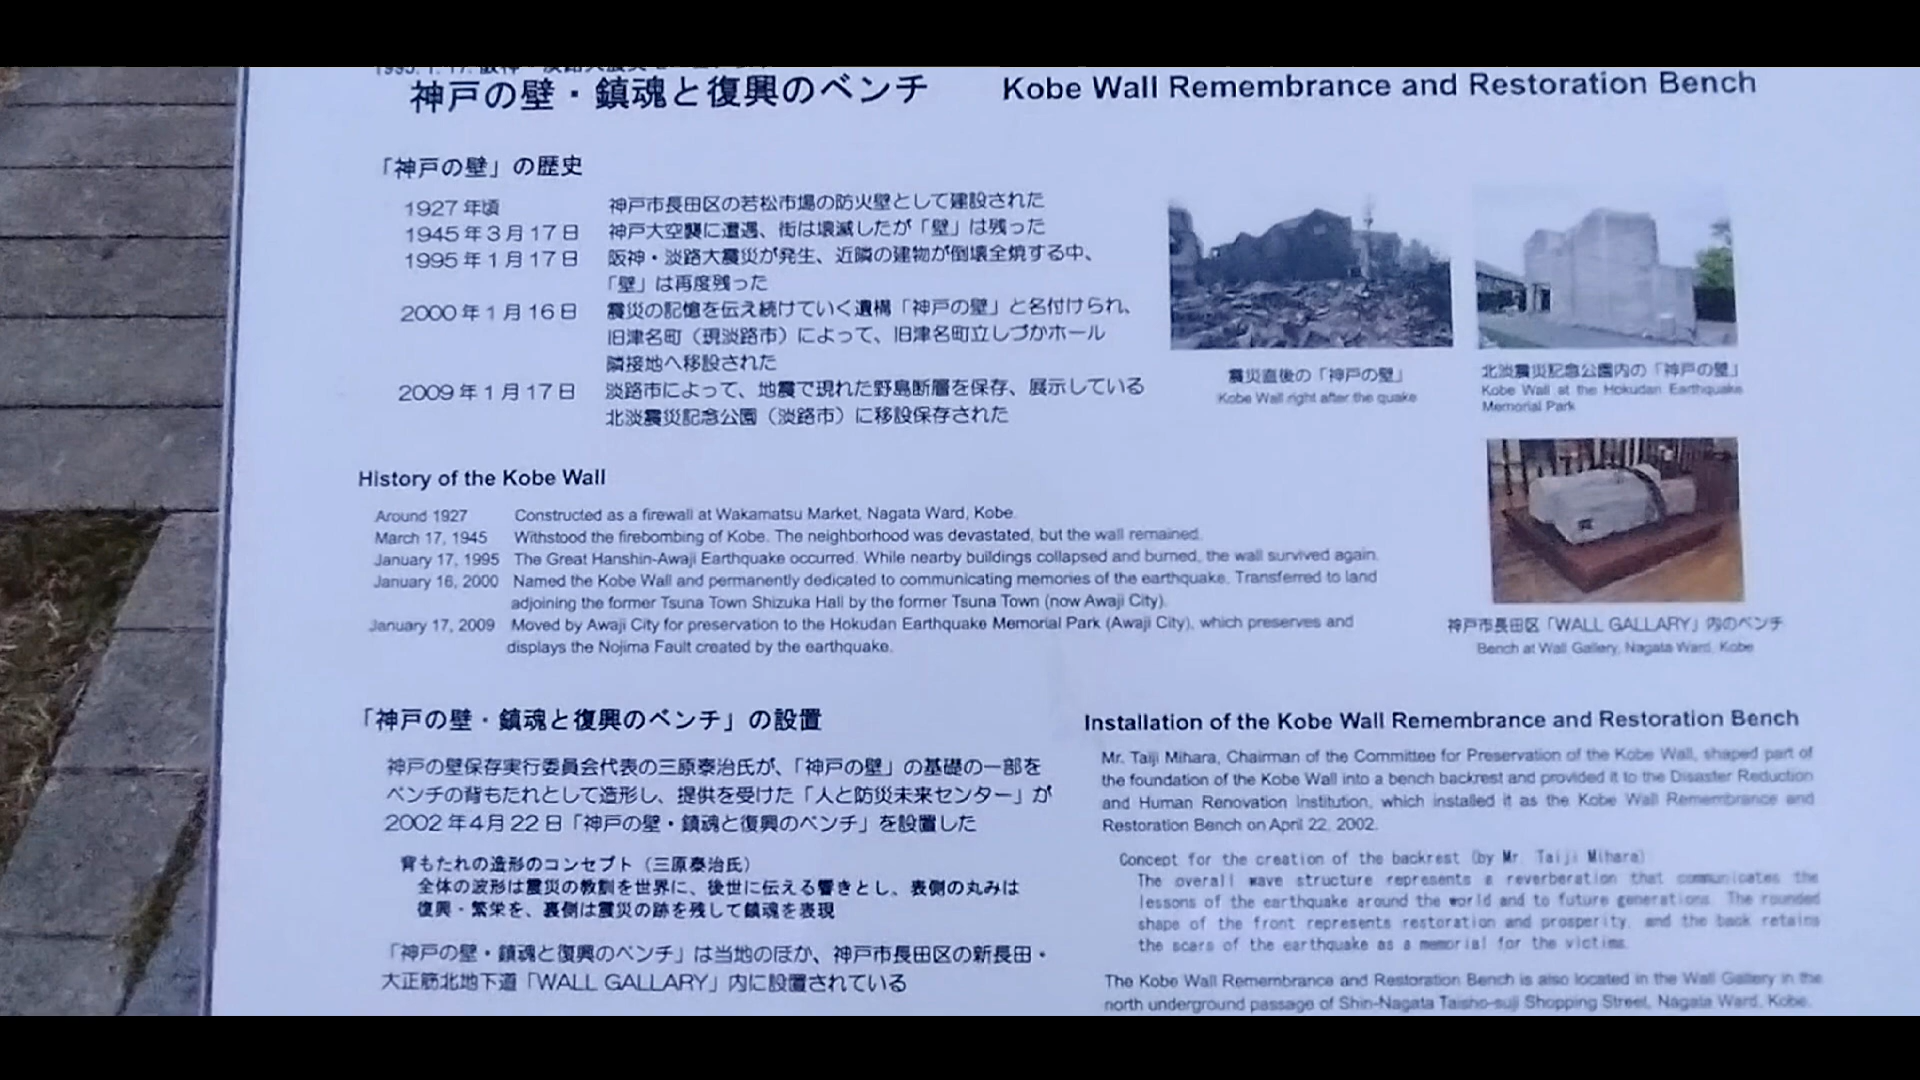 神戸の壁・鎮魂と復興のベンチ
Kobe Wall Remembrance and Restoration Bench
「神戸の壁」の歴史
1927年頃 神戸市長田区の若松市場の防火壁として建設された
1945年3月17日 神戸大空襲に遭遇、街は壊滅したが「壁」は残った
1995年1月17日 阪神・淡路大震災が発生、近隣の建物が倒壊全焼する中、
「壁」は再度残った
2000年1月16日 震災の記憶を伝え続けていく遺構「神戸の壁」と名付けられ、
旧津名町（現淡路市）によって、旧津名町立しづかホール
隣接地へ移設された
2009年1月17日 淡路市によって、地震で現れた野島断層を保存、展示している
北淡震災記念公園（淡路市）に移設保存された
震災直後の「神戸の壁」
Kobe Wall right after the quake
北淡震災記念公園内の「神戸の壁」
Kobe Wall at the Hokudan Earthquake
Memorial Park
History of the Kobe Wall
Around 1927 Constructed as a firewall at Wakamatsu Market, Nagata Ward, Kobe.
March 17, 1945 Withstood the firebombing of Kobe. The neighborhood was devastated, but the wall remained.
January 17, 1995 The Great Hanshin-Awaji Earthquake occurred. While nearby buildings collapsed and burned, the wall survived again.
January 16, 2000 Named the Kobe Wall and permanently dedicated to communicating memories of the earthquake. Transferred to land
adjoining the former Tsuna Town Shizuka Hall by the former Tsuna Town (now Awaji City).
January 17, 2009 Moved by Awaji City for preservation to the Hokudan Earthquake Memorial Park (Awaji City), which preserves and
displays the Nojima Fault created by the earthquake.
神戸市長田区「WALL GALLARY」内のベンチ
Bench at Wall Gallery, Nagata Ward, Kobe
「神戸の壁・鎮魂と復興のベンチ」の設置
神戸の壁保存実行委員会代表の三原泰治氏が、「神戸の壁」の基礎の一部を
ベンチの背もたれとして造形し、提供を受けた「人と防災未来センター」が
2002年4月22日「神戸の壁・鎮魂と復興のベンチ」を設置した
背もたれの造形のコンセプト（三原泰治氏）
全体の波形は震災の教訓を世界に、後世に伝える響きとし、表側の丸みは
復興・繁栄を、裏側は震災の跡を残して鎮魂を表現
「神戸の壁・鎮魂と復興のベンチ」は当地のほか、神戸市長田区の新長田・
大正筋北地下道「WALL GALLARY」内に設置されている
Installation of the Kobe Wall Remembrance and Restoration Bench
Mr. Taiji Mihara, Chairman of the Committee for Preservation of the Kobe Wall, shaped part of
the foundation of the Kobe Wall into a bench backrest and provided it to the Disaster Reduction
and Human Renovation Institution, which installed it as the Kobe Wall Remembrance and
Restoration Bench on April 22, 2002.
Concept for the creation of the backrest (by Mr. Taiji Mihara)
The overall wave structure represents a reverberation that communicates the
lessons of the earthquake around the world and to future generations. The rounded
shape of the front represents restoration and prosperity, and the back retains
the scars of the earthquake as a memorial for the victims.
The Kobe Wall Remembrance and Restoration Bench is also located in the Wall Gallery in the
north underground passage of Shin-Nagata Taisho-suji Shopping Street, Nagata Ward, Kobe.